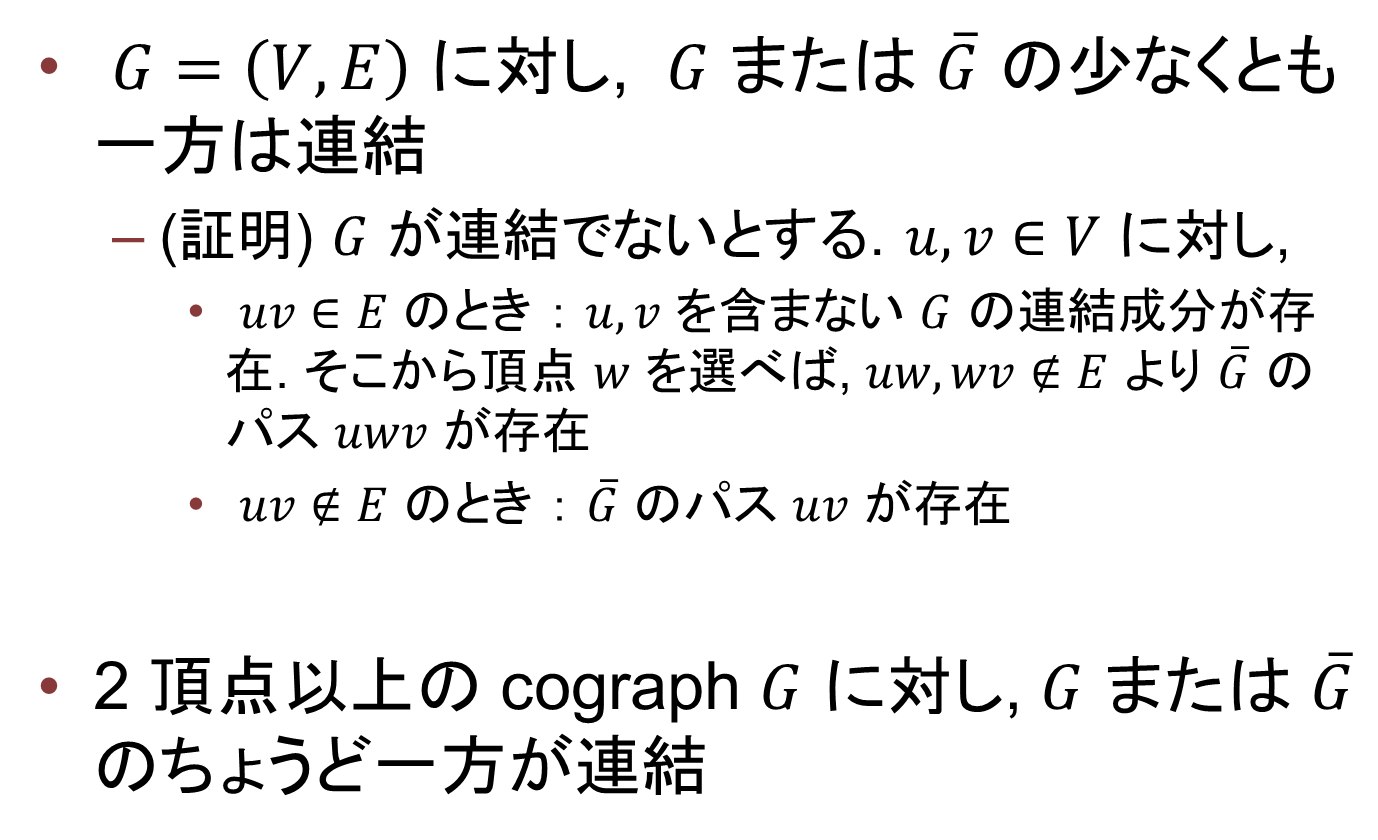 • G = (V, E) に対し, G または Ḡ の少なくとも
一方は連結
– (証明) G が連結でないとする. u, v ∈ V に対し,
• uv ∈ E のとき : u, v を含まない G の連結成分が存
在. そこから頂点 w を選べば, uw, wv ∉ E より Ḡ の
パス uwv が存在
• uv ∉ E のとき : Ḡ のパス uv が存在
• 2 頂点以上の cograph G に対し, G または Ḡ
のちょうど一方が連結